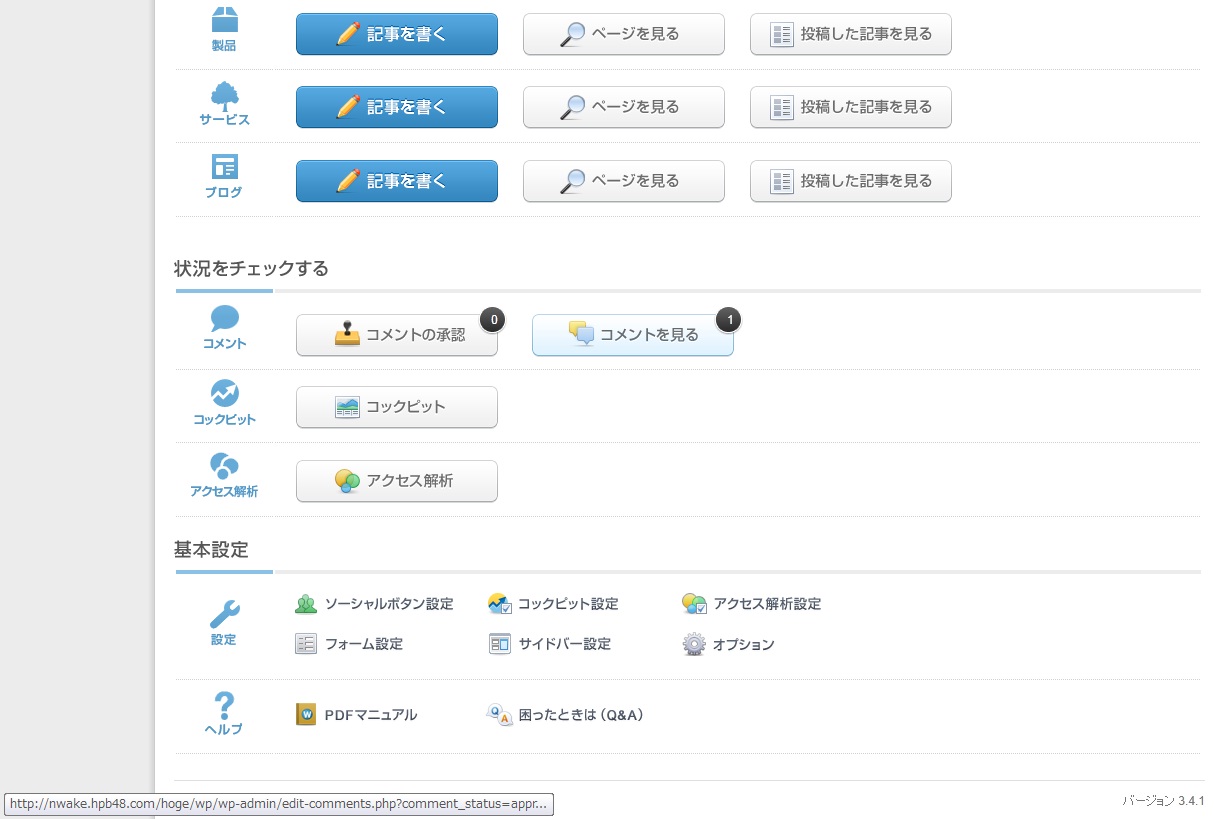 製品
記事を書く
ページを見る
投稿した記事を見る
サービス
記事を書く
ページを見る
投稿した記事を見る
ブログ
記事を書く
ページを見る
投稿した記事を見る
状況をチェックする
コメント
コメントの承認
0
コメントを見る
1
コックピット
コックピット
アクセス解析
アクセス解析
基本設定
設定
ソーシャルボタン設定
コックピット設定
アクセス解析設定
フォーム設定
サイドバー設定
オプション
ヘルプ
PDFマニュアル
困ったときは（Q&A）
http://nwake.hpb48.com/hoge/wp/wp-admin/edit-comments.php?comment_status=appr...
バージョン 3.4.1